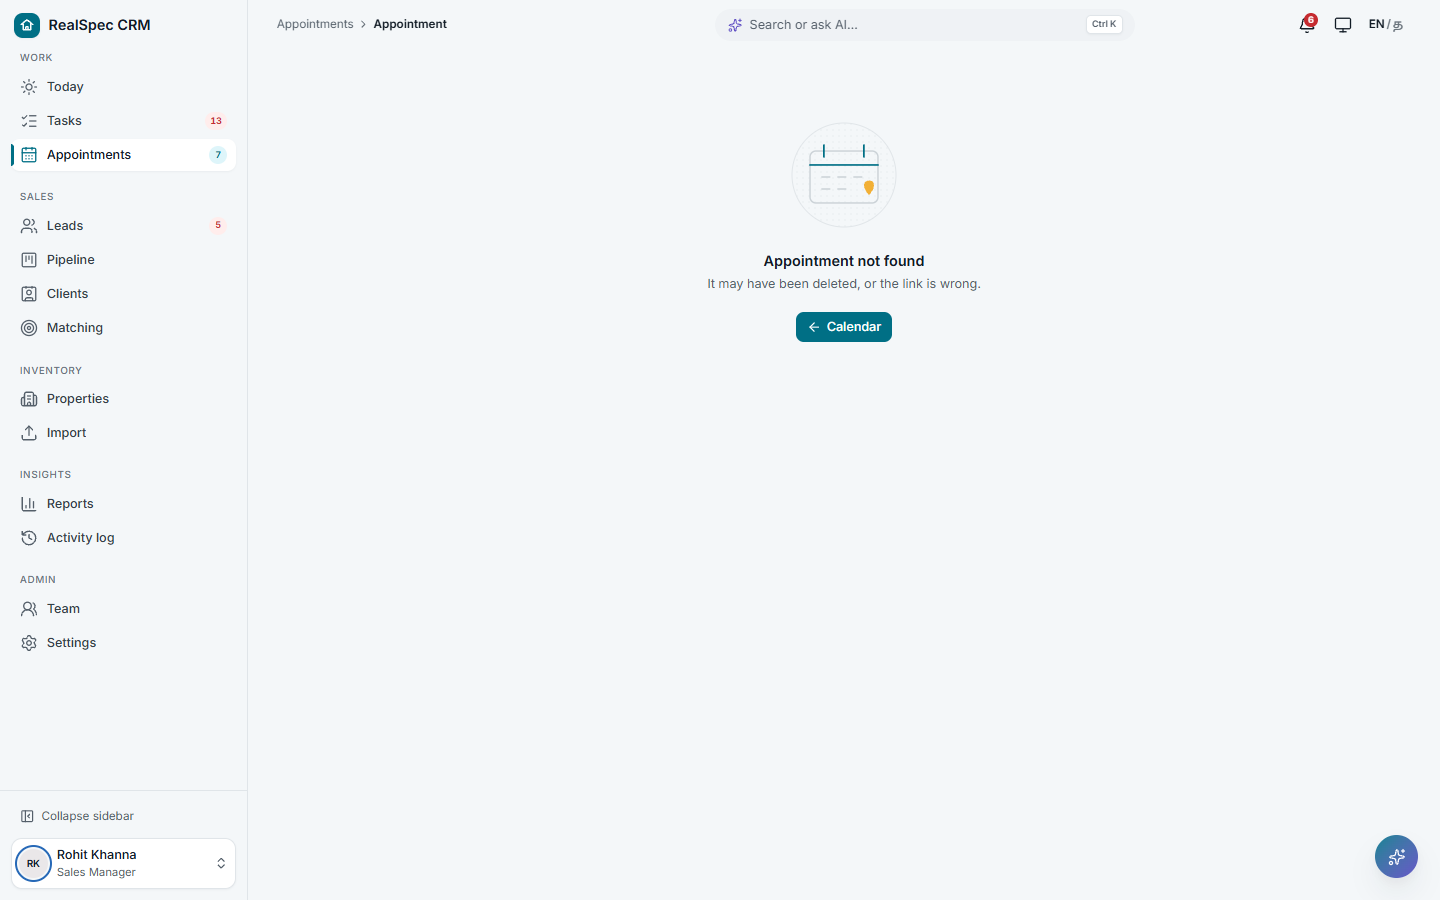 RealSpec CRM
WORK
Today
Tasks 13
Appointments 7
SALES
Leads 5
Pipeline
Clients
Matching
INVENTORY
Properties
Import
INSIGHTS
Reports
Activity log
ADMIN
Team
Settings
Collapse sidebar
RK
Rohit Khanna
Sales Manager
Appointments > Appointment
Search or ask AI... Ctrl K
6
EN / த
Appointment not found
It may have been deleted, or the link is wrong.
← Calendar